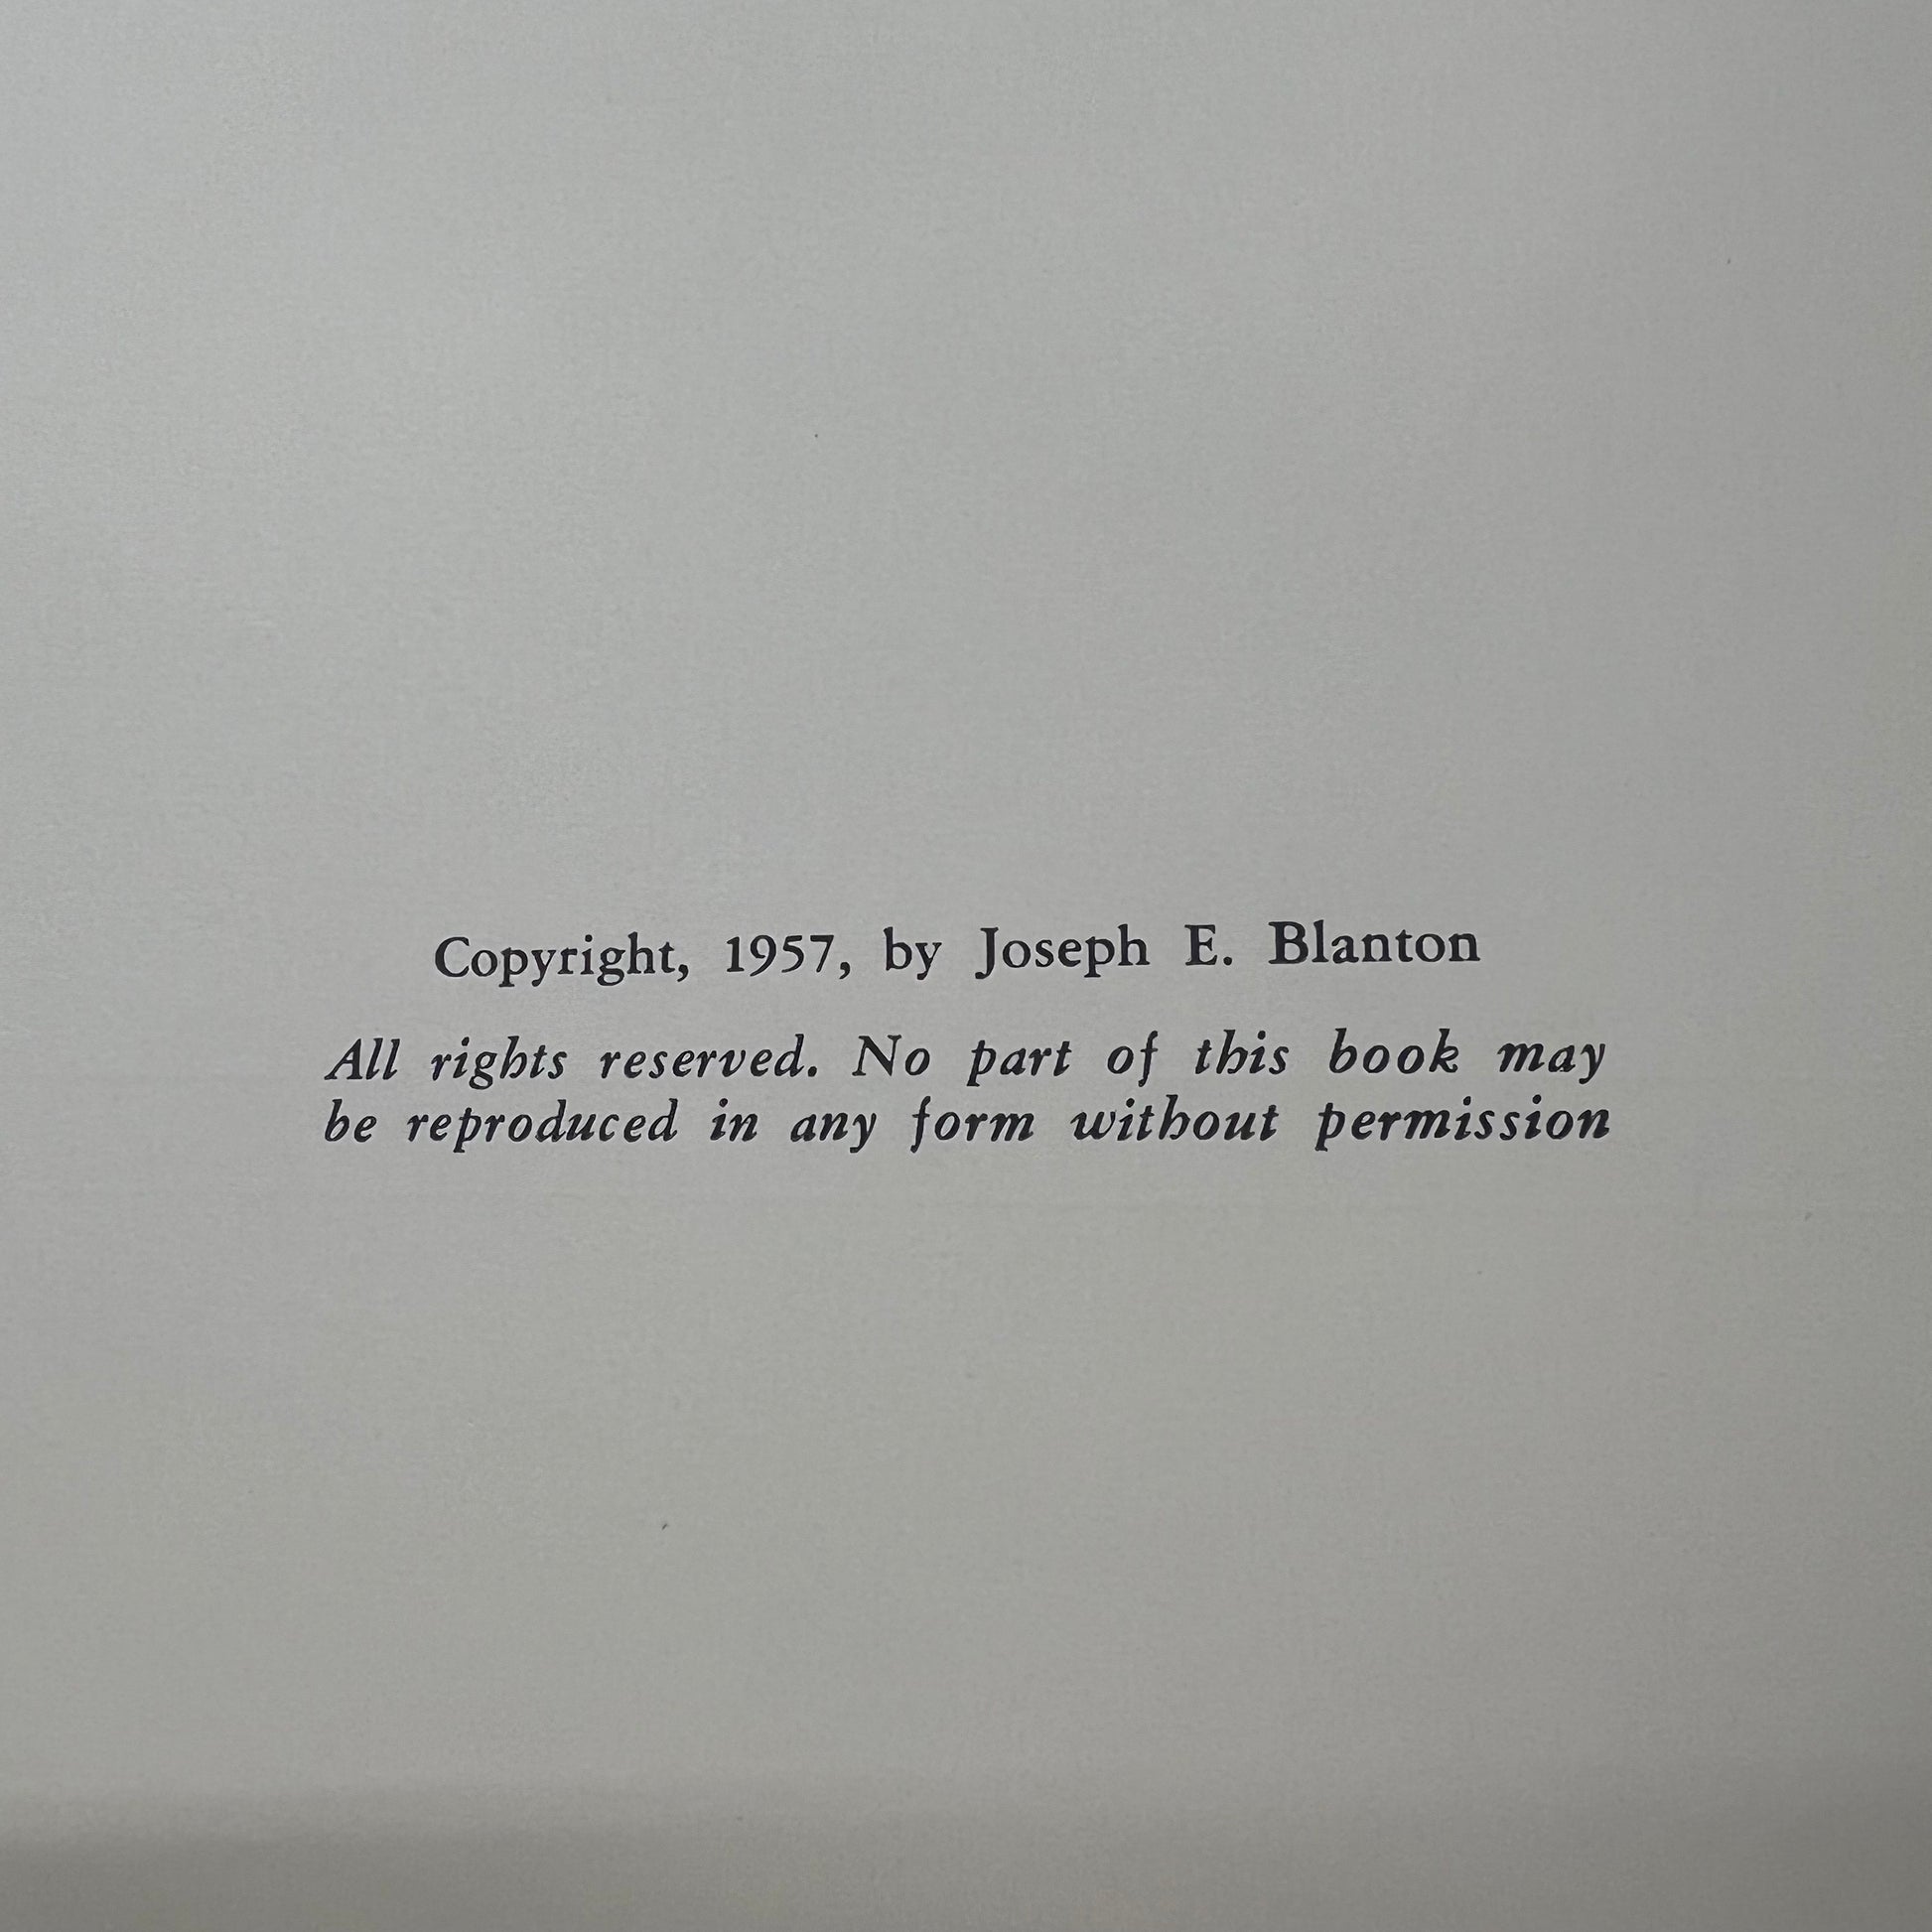 Copyright, 1957, by Joseph E. Blanton
All rights reserved. No part of this book may
be reproduced in any form without permission